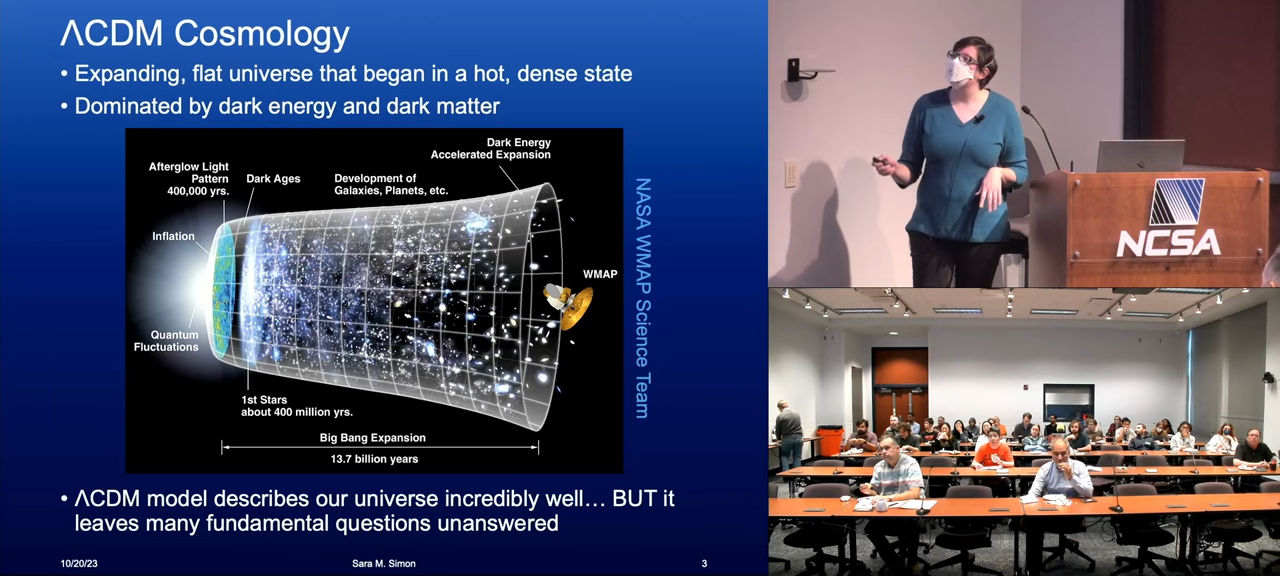 ΛCDM Cosmology
• Expanding, flat universe that began in a hot, dense state
• Dominated by dark energy and dark matter
Dark Energy
Accelerated Expansion
Afterglow Light
Pattern
400,000 yrs.
Dark Ages
Development of
Galaxies, Planets, etc.
Inflation
WMAP
Quantum
Fluctuations
1st Stars
about 400 million yrs.
Big Bang Expansion
13.7 billion years
NASA WMAP Science Team
• ΛCDM model describes our universe incredibly well... BUT it
leaves many fundamental questions unanswered
10/20/23
Sara M. Simon
3
NCSA